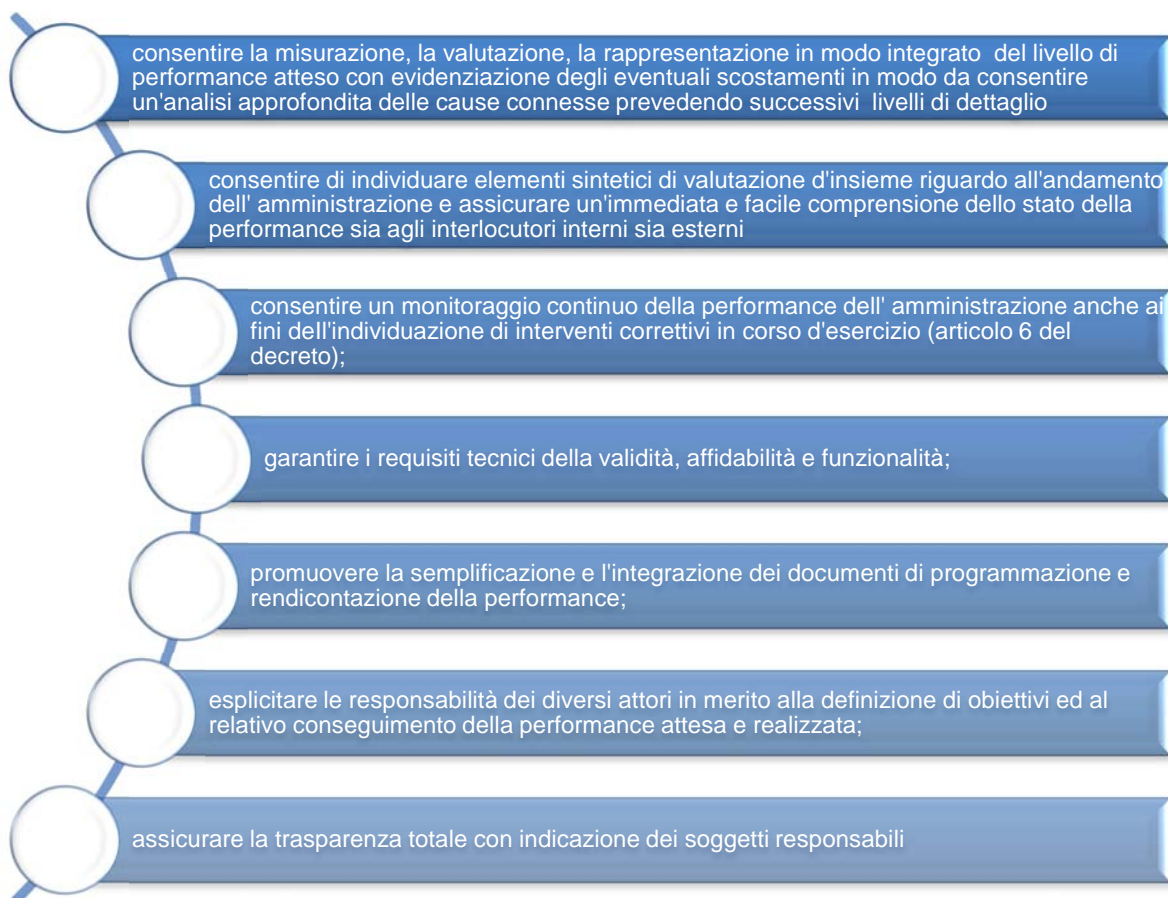 consentire la misurazione, la valutazione, la rappresentazione in modo integrato  del livello di
performance atteso con evidenziazione degli eventuali scostamenti in modo da consentire
un'analisi approfondita delle cause connesse prevedendo successivi  livelli di dettaglio
consentire di individuare elementi sintetici di valutazione d'insieme riguardo all'andamento
dell' amministrazione e assicurare un'immediata e facile comprensione dello stato della
performance sia agli interlocutori interni sia esterni
consentire un monitoraggio continuo della performance dell' amministrazione anche ai
fini dell'individuazione di interventi correttivi in corso d'esercizio (articolo 6 del
decreto);
garantire i requisiti tecnici della validità, affidabilità e funzionalità;
promuovere la semplificazione e l'integrazione dei documenti di programmazione e
rendicontazione della performance;
esplicitare le responsabilità dei diversi attori in merito alla definizione di obiettivi ed al
relativo conseguimento della performance attesa e realizzata;
assicurare la trasparenza totale con indicazione dei soggetti responsabili